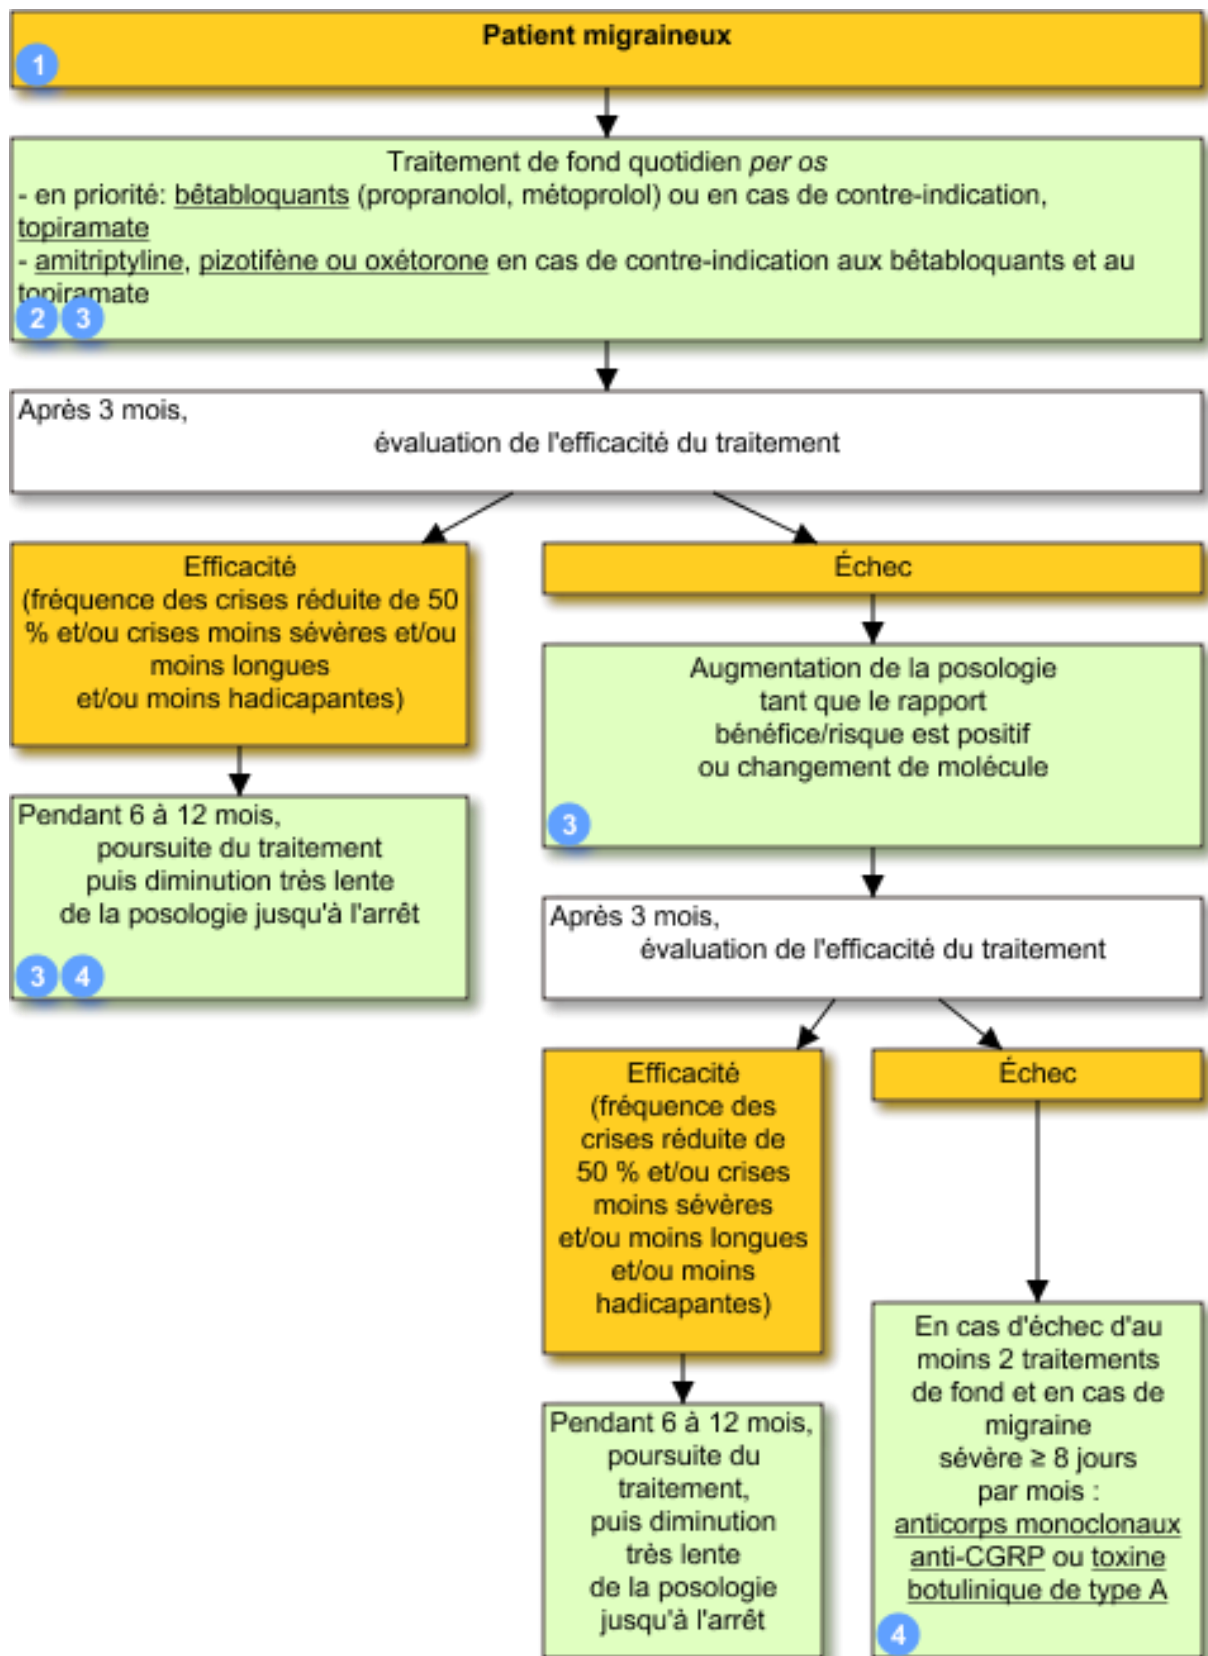 Patient migraineux
1
Traitement de fond quotidien per os
- en priorité: bêtabloquants (propranolol, métoprolol) ou en cas de contre-indication,
topiramate
- amitriptyline, pizotifène ou oxétorone en cas de contre-indication aux bêtabloquants et au
topiramate
2 3
Après 3 mois,
évaluation de l'efficacité du traitement
Efficacité
(fréquence des crises réduite de 50
% et/ou crises moins sévères et/ou
moins longues
et/ou moins hadicapantes)
Pendant 6 à 12 mois,
poursuite du traitement
puis diminution très lente
de la posologie jusqu'à l'arrêt
3 4
Échec
Augmentation de la posologie
tant que le rapport
bénéfice/risque est positif
ou changement de molécule
3
Après 3 mois,
évaluation de l'efficacité du traitement
Efficacité
(fréquence des
crises réduite de
50 % et/ou crises
moins sévères
et/ou moins longues
et/ou moins
hadicapantes)
Pendant 6 à 12 mois,
poursuite du
traitement,
puis diminution
très lente
de la posologie
jusqu'à l'arrêt
Échec
En cas d'échec d'au
moins 2 traitements
de fond et en cas de
migraine
sévère ≥ 8 jours
par mois :
anticorps monoclonaux
anti-CGRP ou toxine
botulinique de type A
4